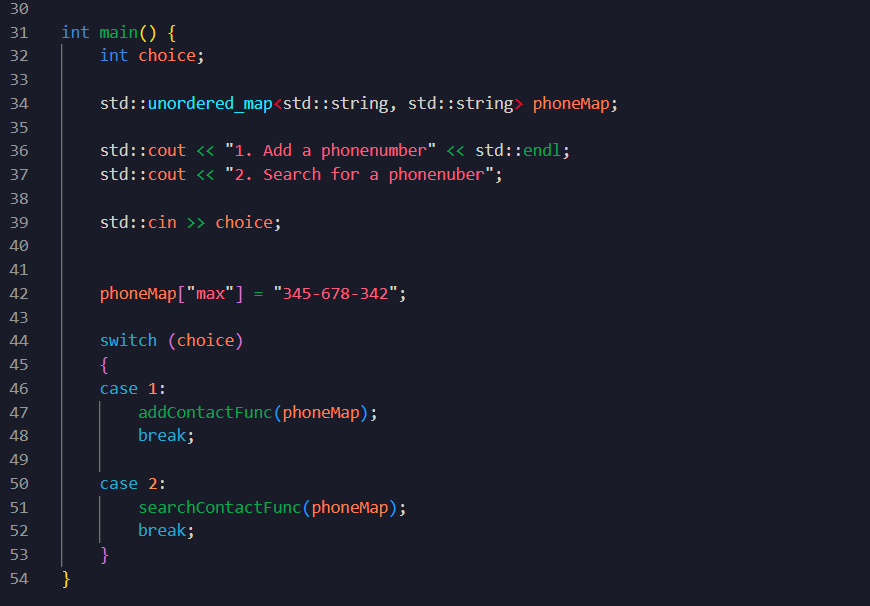 30
31 int main() {
32     int choice;
33
34     std::unordered_map<std::string, std::string> phoneMap;
35
36     std::cout << "1. Add a phonenumber" << std::endl;
37     std::cout << "2. Search for a phonenuber";
38
39     std::cin >> choice;
40
41
42     phoneMap["max"] = "345-678-342";
43
44     switch (choice)
45     {
46     case 1:
47         addContactFunc(phoneMap);
48         break;
49
50     case 2:
51         searchContactFunc(phoneMap);
52         break;
53     }
54 }